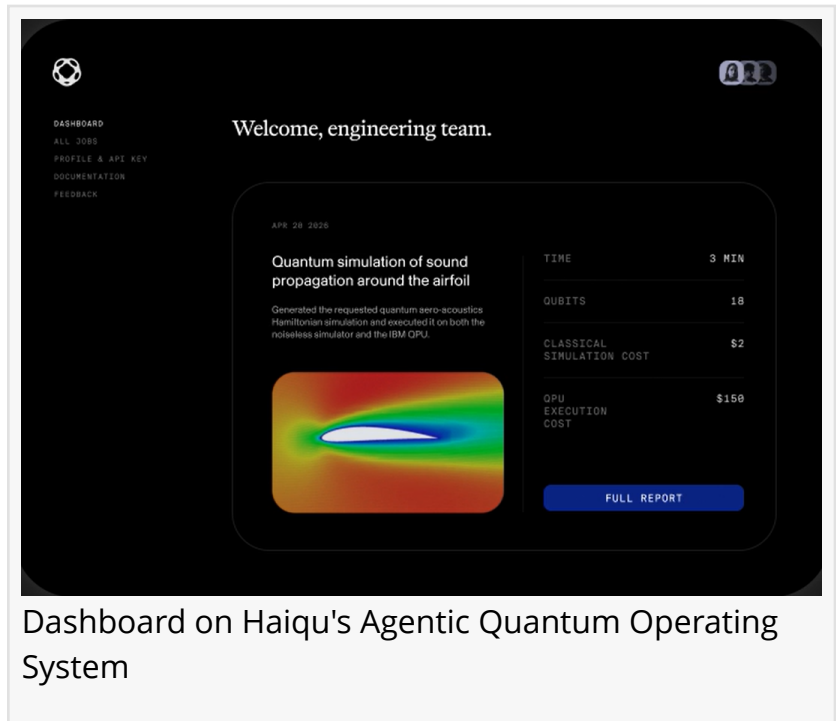 DASHBOARD
ALL JOBS
PROFILE & API KEY
DOCUMENTATION
FEEDBACK
Welcome, engineering team.
APR 20 2026
Quantum simulation of sound
propagation around the airfoil
Generated the requested quantum aero-acoustics
Hamiltonian simulation and executed it on both the
noiseless simulator and the IBM QPU.
TIME
3 MIN
QUBITS
18
CLASSICAL
SIMULATION COST
$2
QPU
EXECUTION
COST
$150
FULL REPORT
Dashboard on Haiqu's Agentic Quantum Operating
System